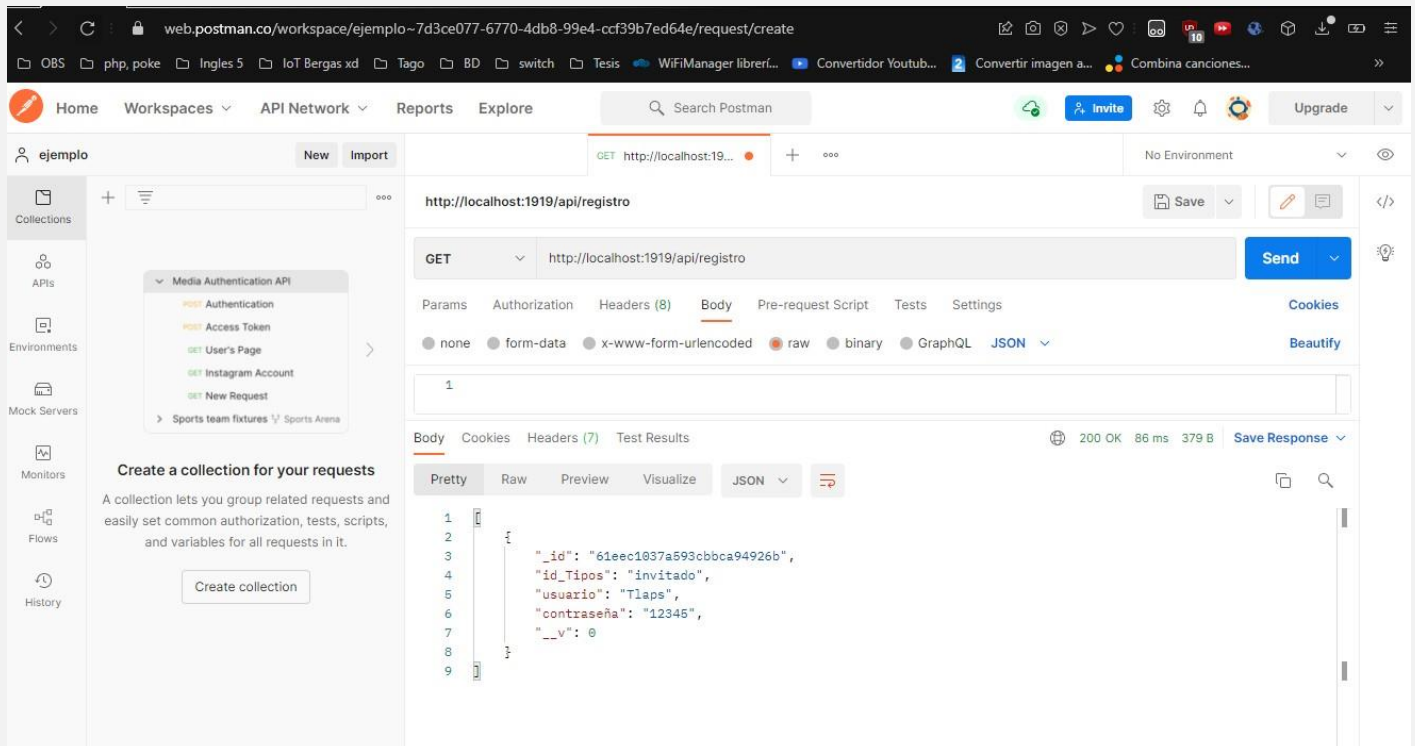 web.postman.co/workspace/ejemplo~7d3ce077-6770-4db8-99e4-ccf39b7ed64e/request/create
10
OBS php, poke Ingles 5 IoT Bergas xd Tago BD switch Tesis WiFiManager librerí... Convertidor Youtub... 2 Convertir imagen a... Combina canciones... »
Home Workspaces API Network Reports Explore Search Postman Invite Upgrade
ejemplo New Import GET http://localhost:19... + ooo No Environment
Collections
http://localhost:1919/api/registro Save </>
GET http://localhost:1919/api/registro Send
APIs
Params Authorization Headers (8) Body Pre-request Script Tests Settings Cookies
Environments
none form-data x-www-form-urlencoded raw binary GraphQL JSON Beautify
1
Mock Servers
Media Authentication API
POST Authentication
POST Access Token
GET User's Page
GET Instagram Account
GET New Request
Sports team fixtures Sports Arena
Monitors
Create a collection for your requests
A collection lets you group related requests and
easily set common authorization, tests, scripts,
and variables for all requests in it.
Flows
Create collection
History
Body Cookies Headers (7) Test Results 200 OK 86 ms 379 B Save Response
Pretty Raw Preview Visualize JSON
1 [
2 {
3 "_id": "61eec1037a593cbbca94926b",
4 "id_Tipos": "invitado",
5 "usuario": "Tlaps",
6 "contraseña": "12345",
7 "__v": 0
8 }
9 ]